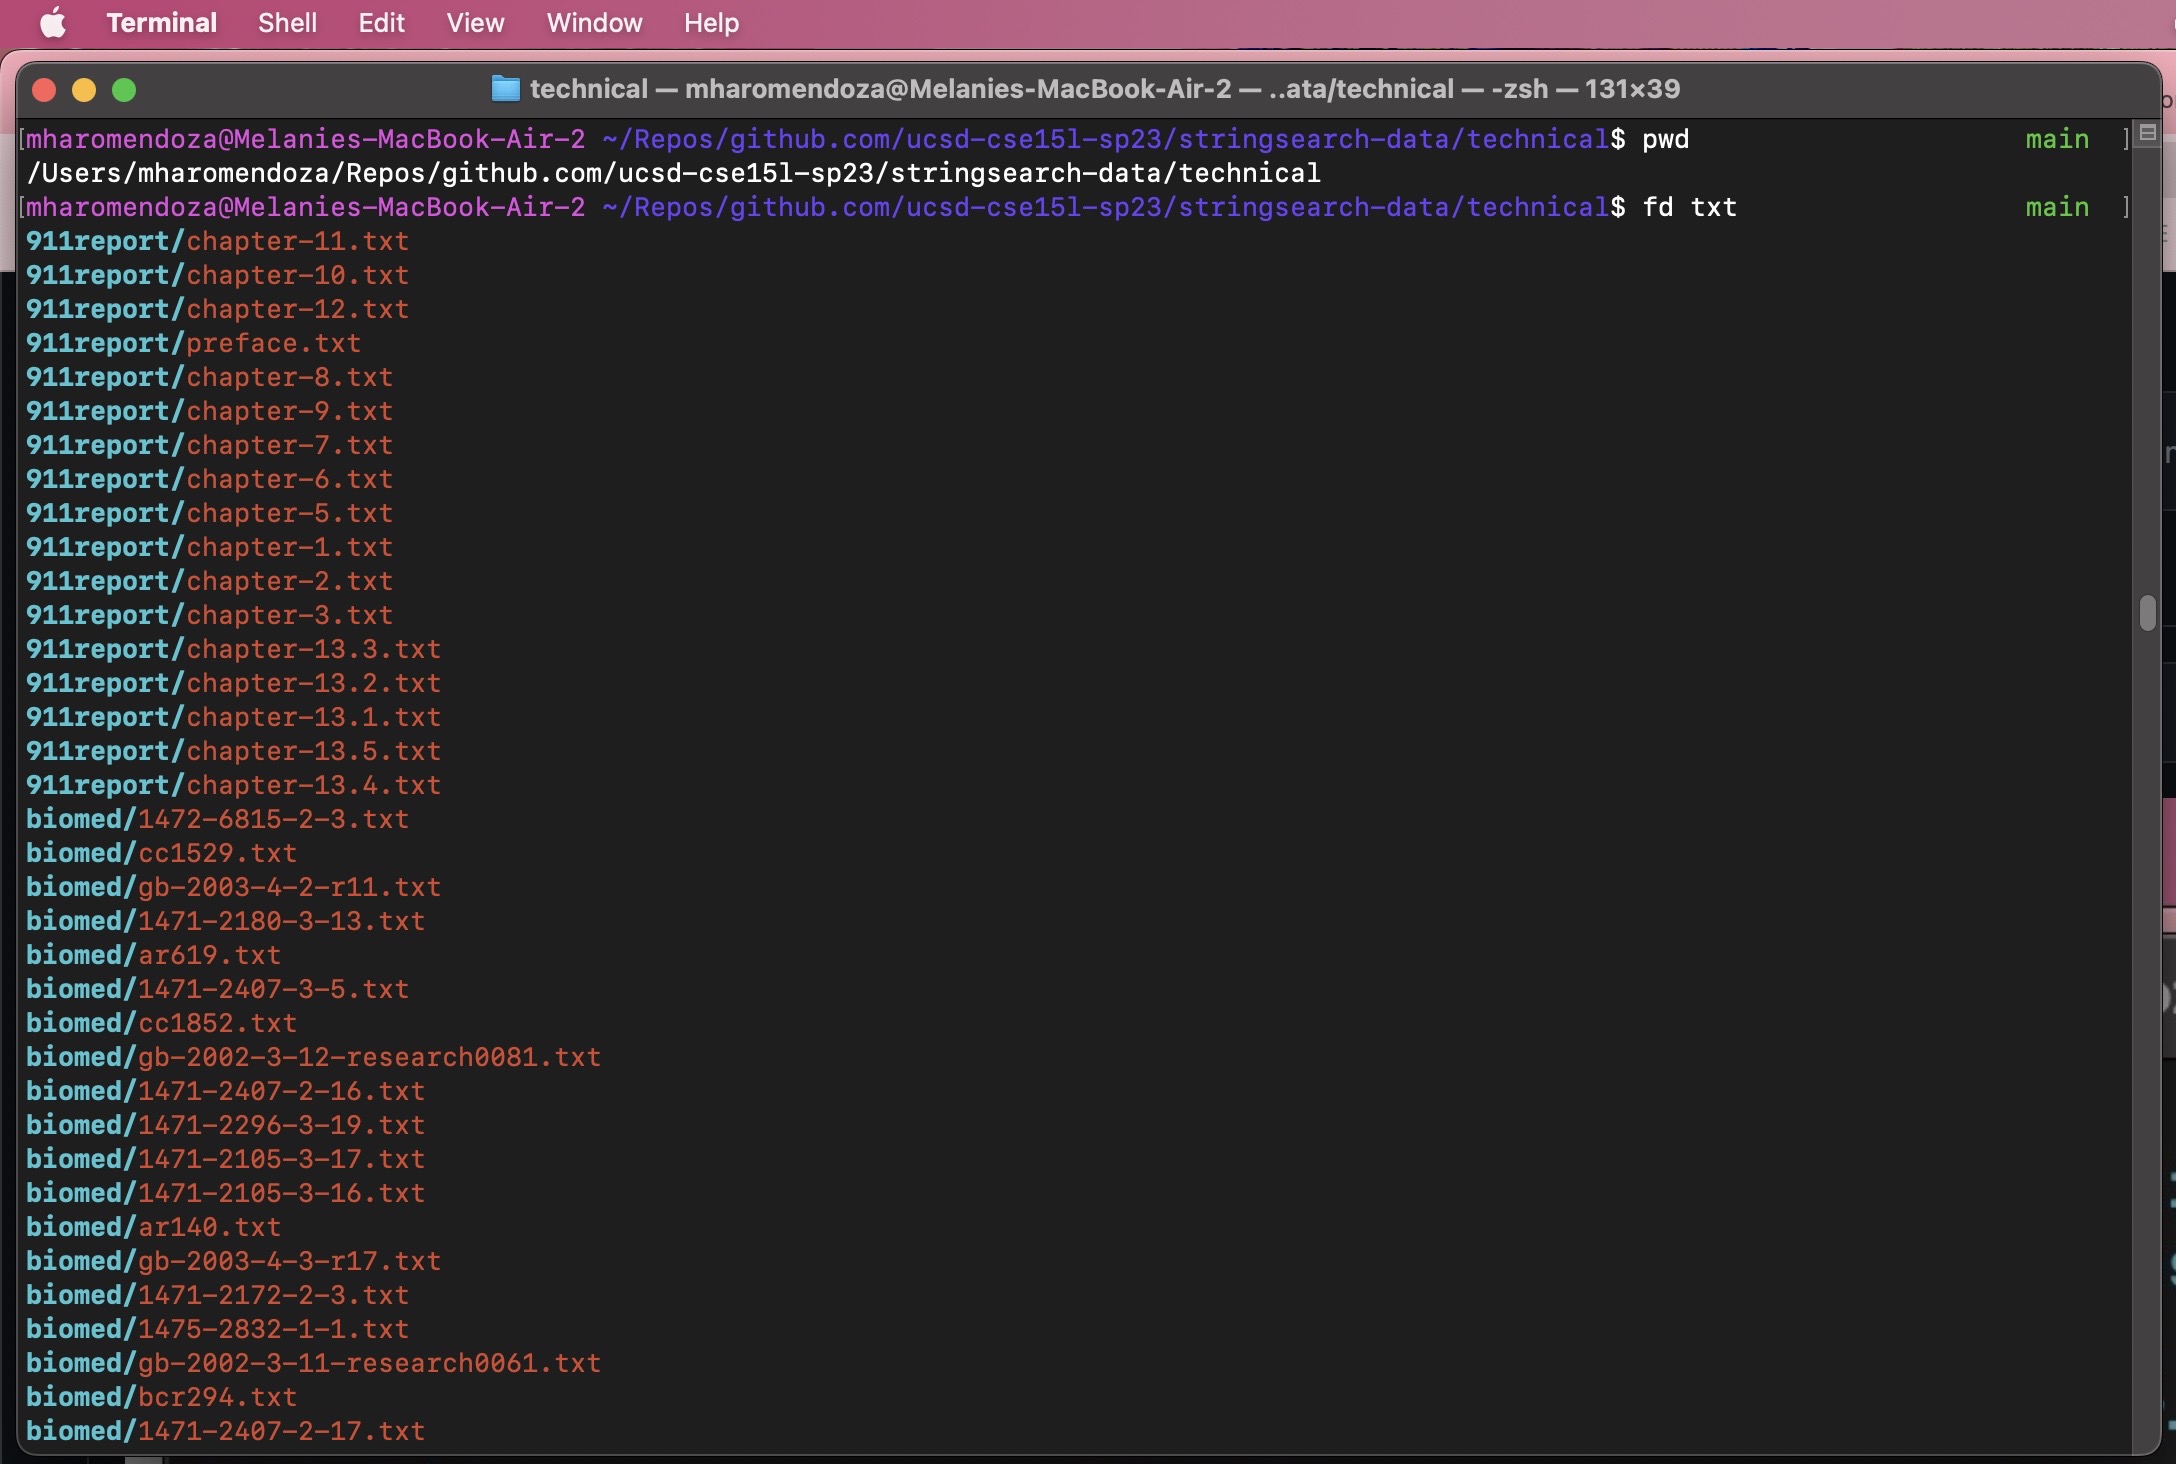 Terminal Shell Edit View Window Help
technical — mharomendoza@Melanies-MacBook-Air-2 — ..ata/technical — -zsh — 131×39
[mharomendoza@Melanies-MacBook-Air-2 ~/Repos/github.com/ucsd-cse15l-sp23/stringsearch-data/technical$ pwd main ]
/Users/mharomendoza/Repos/github.com/ucsd-cse15l-sp23/stringsearch-data/technical
[mharomendoza@Melanies-MacBook-Air-2 ~/Repos/github.com/ucsd-cse15l-sp23/stringsearch-data/technical$ fd txt main ]
911report/chapter-11.txt
911report/chapter-10.txt
911report/chapter-12.txt
911report/preface.txt
911report/chapter-8.txt
911report/chapter-9.txt
911report/chapter-7.txt
911report/chapter-6.txt
911report/chapter-5.txt
911report/chapter-1.txt
911report/chapter-2.txt
911report/chapter-3.txt
911report/chapter-13.3.txt
911report/chapter-13.2.txt
911report/chapter-13.1.txt
911report/chapter-13.5.txt
911report/chapter-13.4.txt
biomed/1472-6815-2-3.txt
biomed/cc1529.txt
biomed/gb-2003-4-2-r11.txt
biomed/1471-2180-3-13.txt
biomed/ar619.txt
biomed/1471-2407-3-5.txt
biomed/cc1852.txt
biomed/gb-2002-3-12-research0081.txt
biomed/1471-2407-2-16.txt
biomed/1471-2296-3-19.txt
biomed/1471-2105-3-17.txt
biomed/1471-2105-3-16.txt
biomed/ar140.txt
biomed/gb-2003-4-3-r17.txt
biomed/1471-2172-2-3.txt
biomed/1475-2832-1-1.txt
biomed/gb-2002-3-11-research0061.txt
biomed/bcr294.txt
biomed/1471-2407-2-17.txt